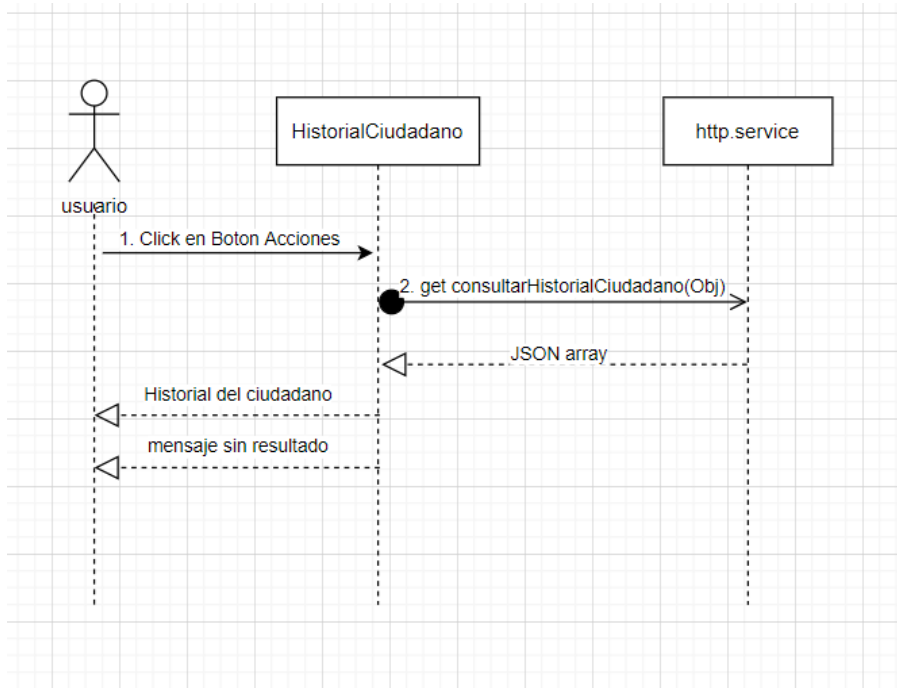 HistorialCiudadano
http.service
usuario
1. Click en Boton Acciones
2. get consultarHistorialCiudadano(Obj)
JSON array
Historial del ciudadano
mensaje sin resultado